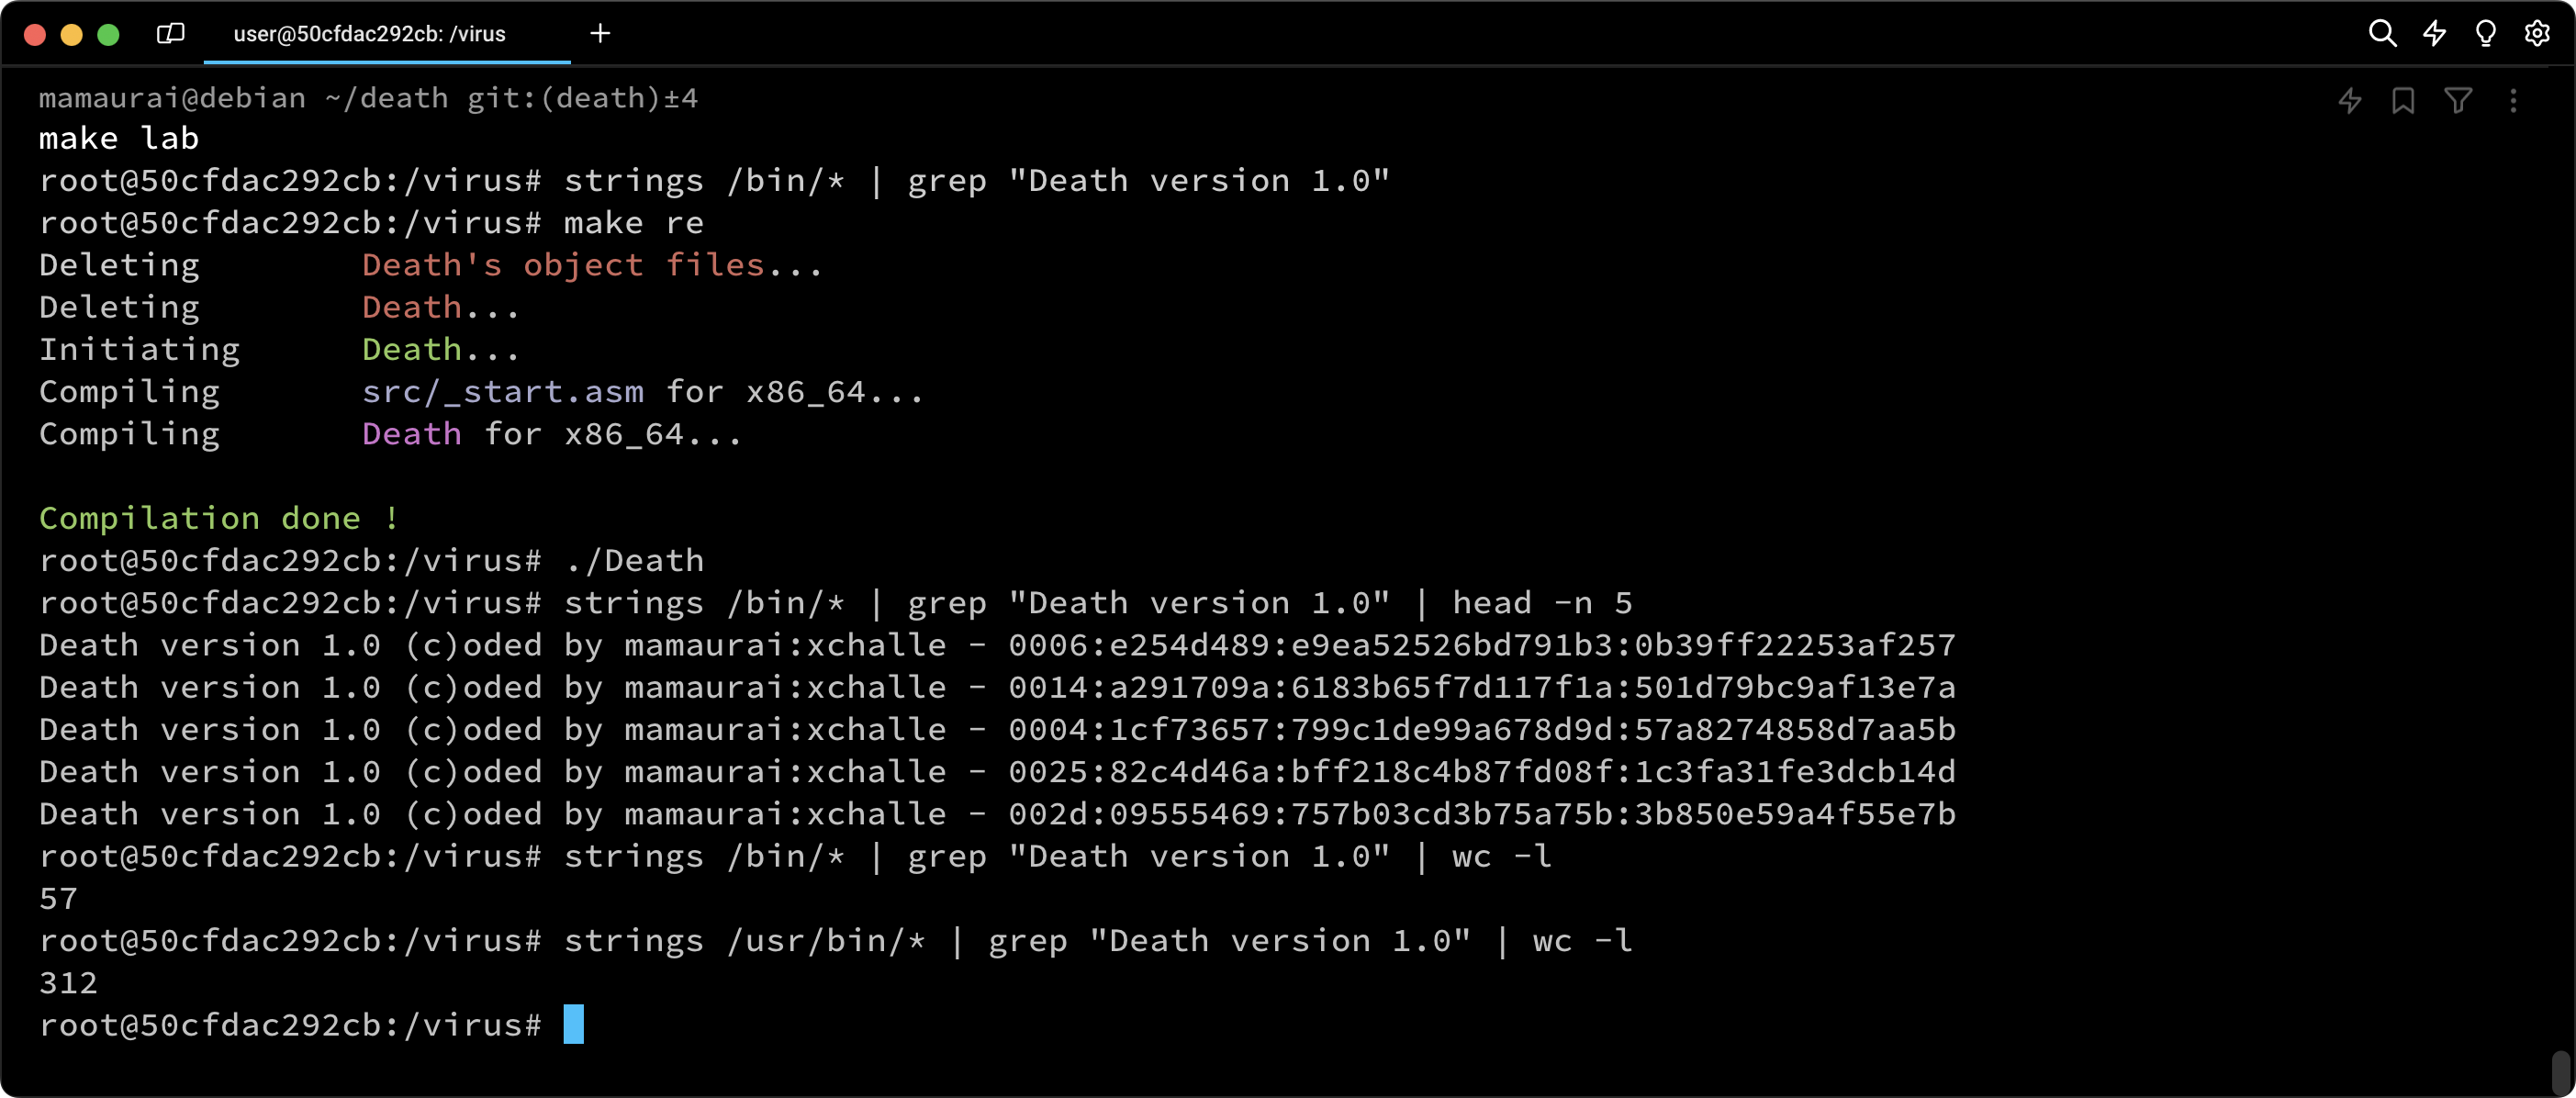 user@50cfdac292cb: /virus
mamaurai@debian ~/death git:(death)±4
make lab
root@50cfdac292cb:/virus# strings /bin/* | grep "Death version 1.0"
root@50cfdac292cb:/virus# make re
Deleting        Death's object files...
Deleting        Death...
Initiating      Death...
Compiling       src/_start.asm for x86_64...
Compiling       Death for x86_64...
Compilation done !
root@50cfdac292cb:/virus# ./Death
root@50cfdac292cb:/virus# strings /bin/* | grep "Death version 1.0" | head -n 5
Death version 1.0 (c)oded by mamaurai:xchalle - 0006:e254d489:e9ea52526bd791b3:0b39ff22253af257
Death version 1.0 (c)oded by mamaurai:xchalle - 0014:a291709a:6183b65f7d117f1a:501d79bc9af13e7a
Death version 1.0 (c)oded by mamaurai:xchalle - 0004:1cf73657:799c1de99a678d9d:57a8274858d7aa5b
Death version 1.0 (c)oded by mamaurai:xchalle - 0025:82c4d46a:bff218c4b87fd08f:1c3fa31fe3dcb14d
Death version 1.0 (c)oded by mamaurai:xchalle - 002d:09555469:757b03cd3b75a75b:3b850e59a4f55e7b
root@50cfdac292cb:/virus# strings /bin/* | grep "Death version 1.0" | wc -l
57
root@50cfdac292cb:/virus# strings /usr/bin/* | grep "Death version 1.0" | wc -l
312
root@50cfdac292cb:/virus#